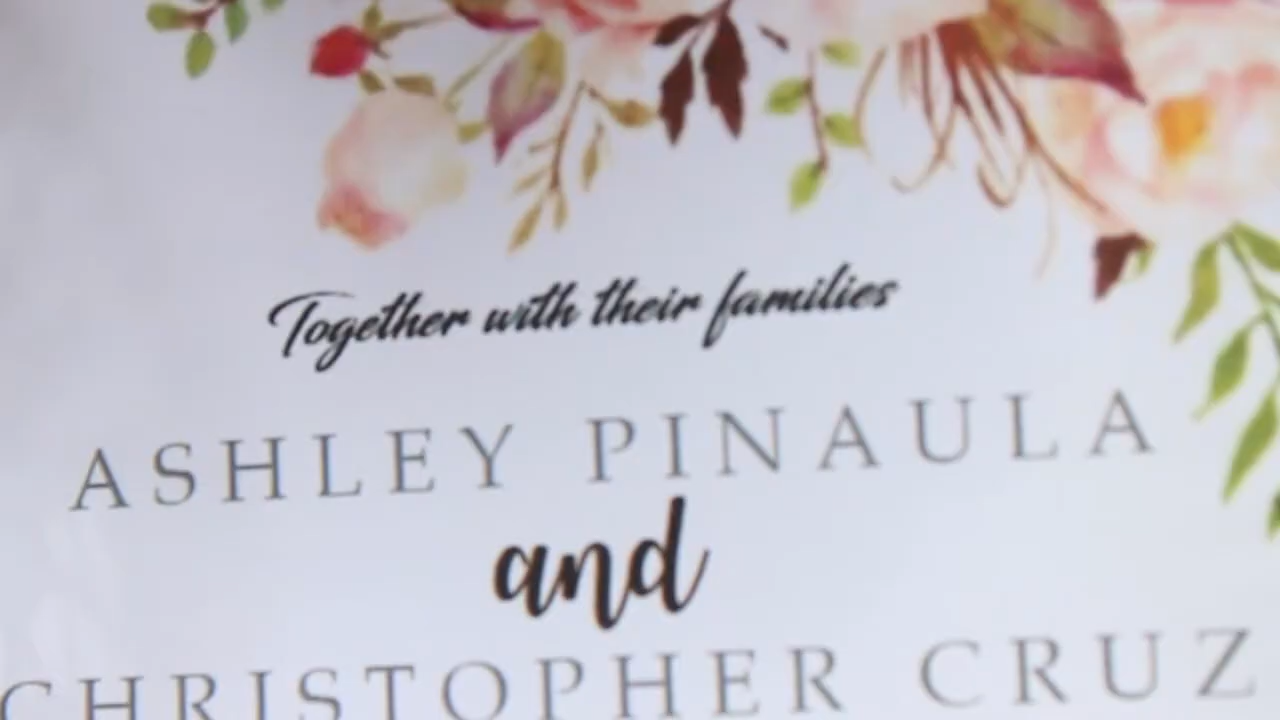 Together with their families
ASHLEY PINAULA
and
CHRISTOPHER CRUZ